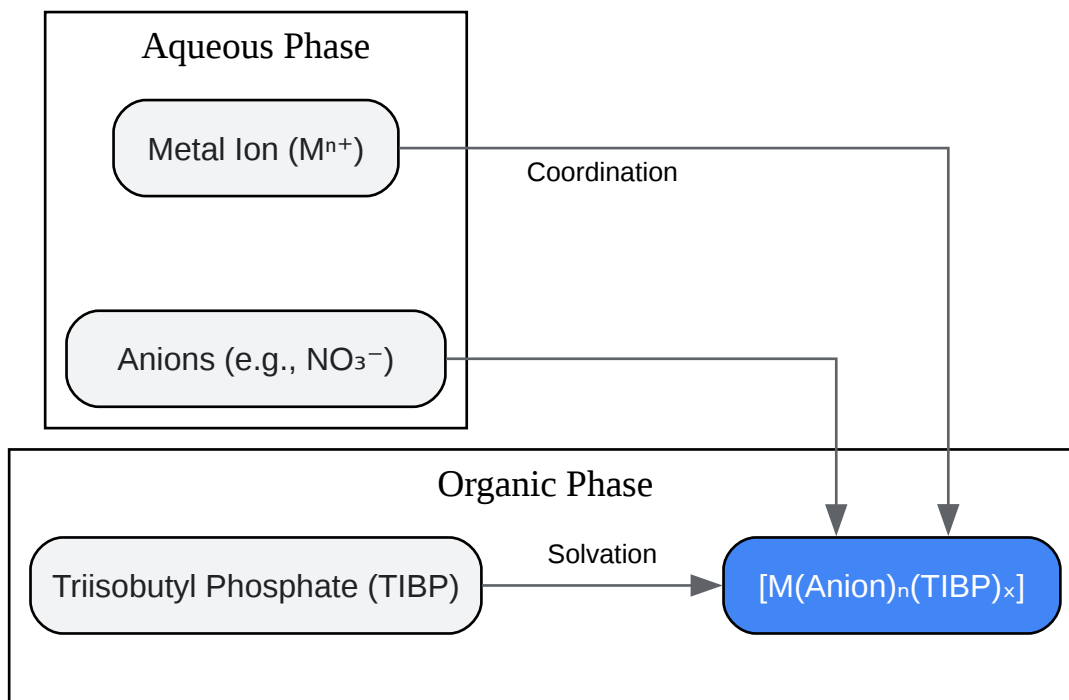 Aqueous Phase
Metal Ion (Mⁿ⁺)
Coordination
Anions (e.g., NO₃⁻)
Organic Phase
Solvation
Triisobutyl Phosphate (TIBP)
[M(Anion)ₙ(TIBP)ₓ]